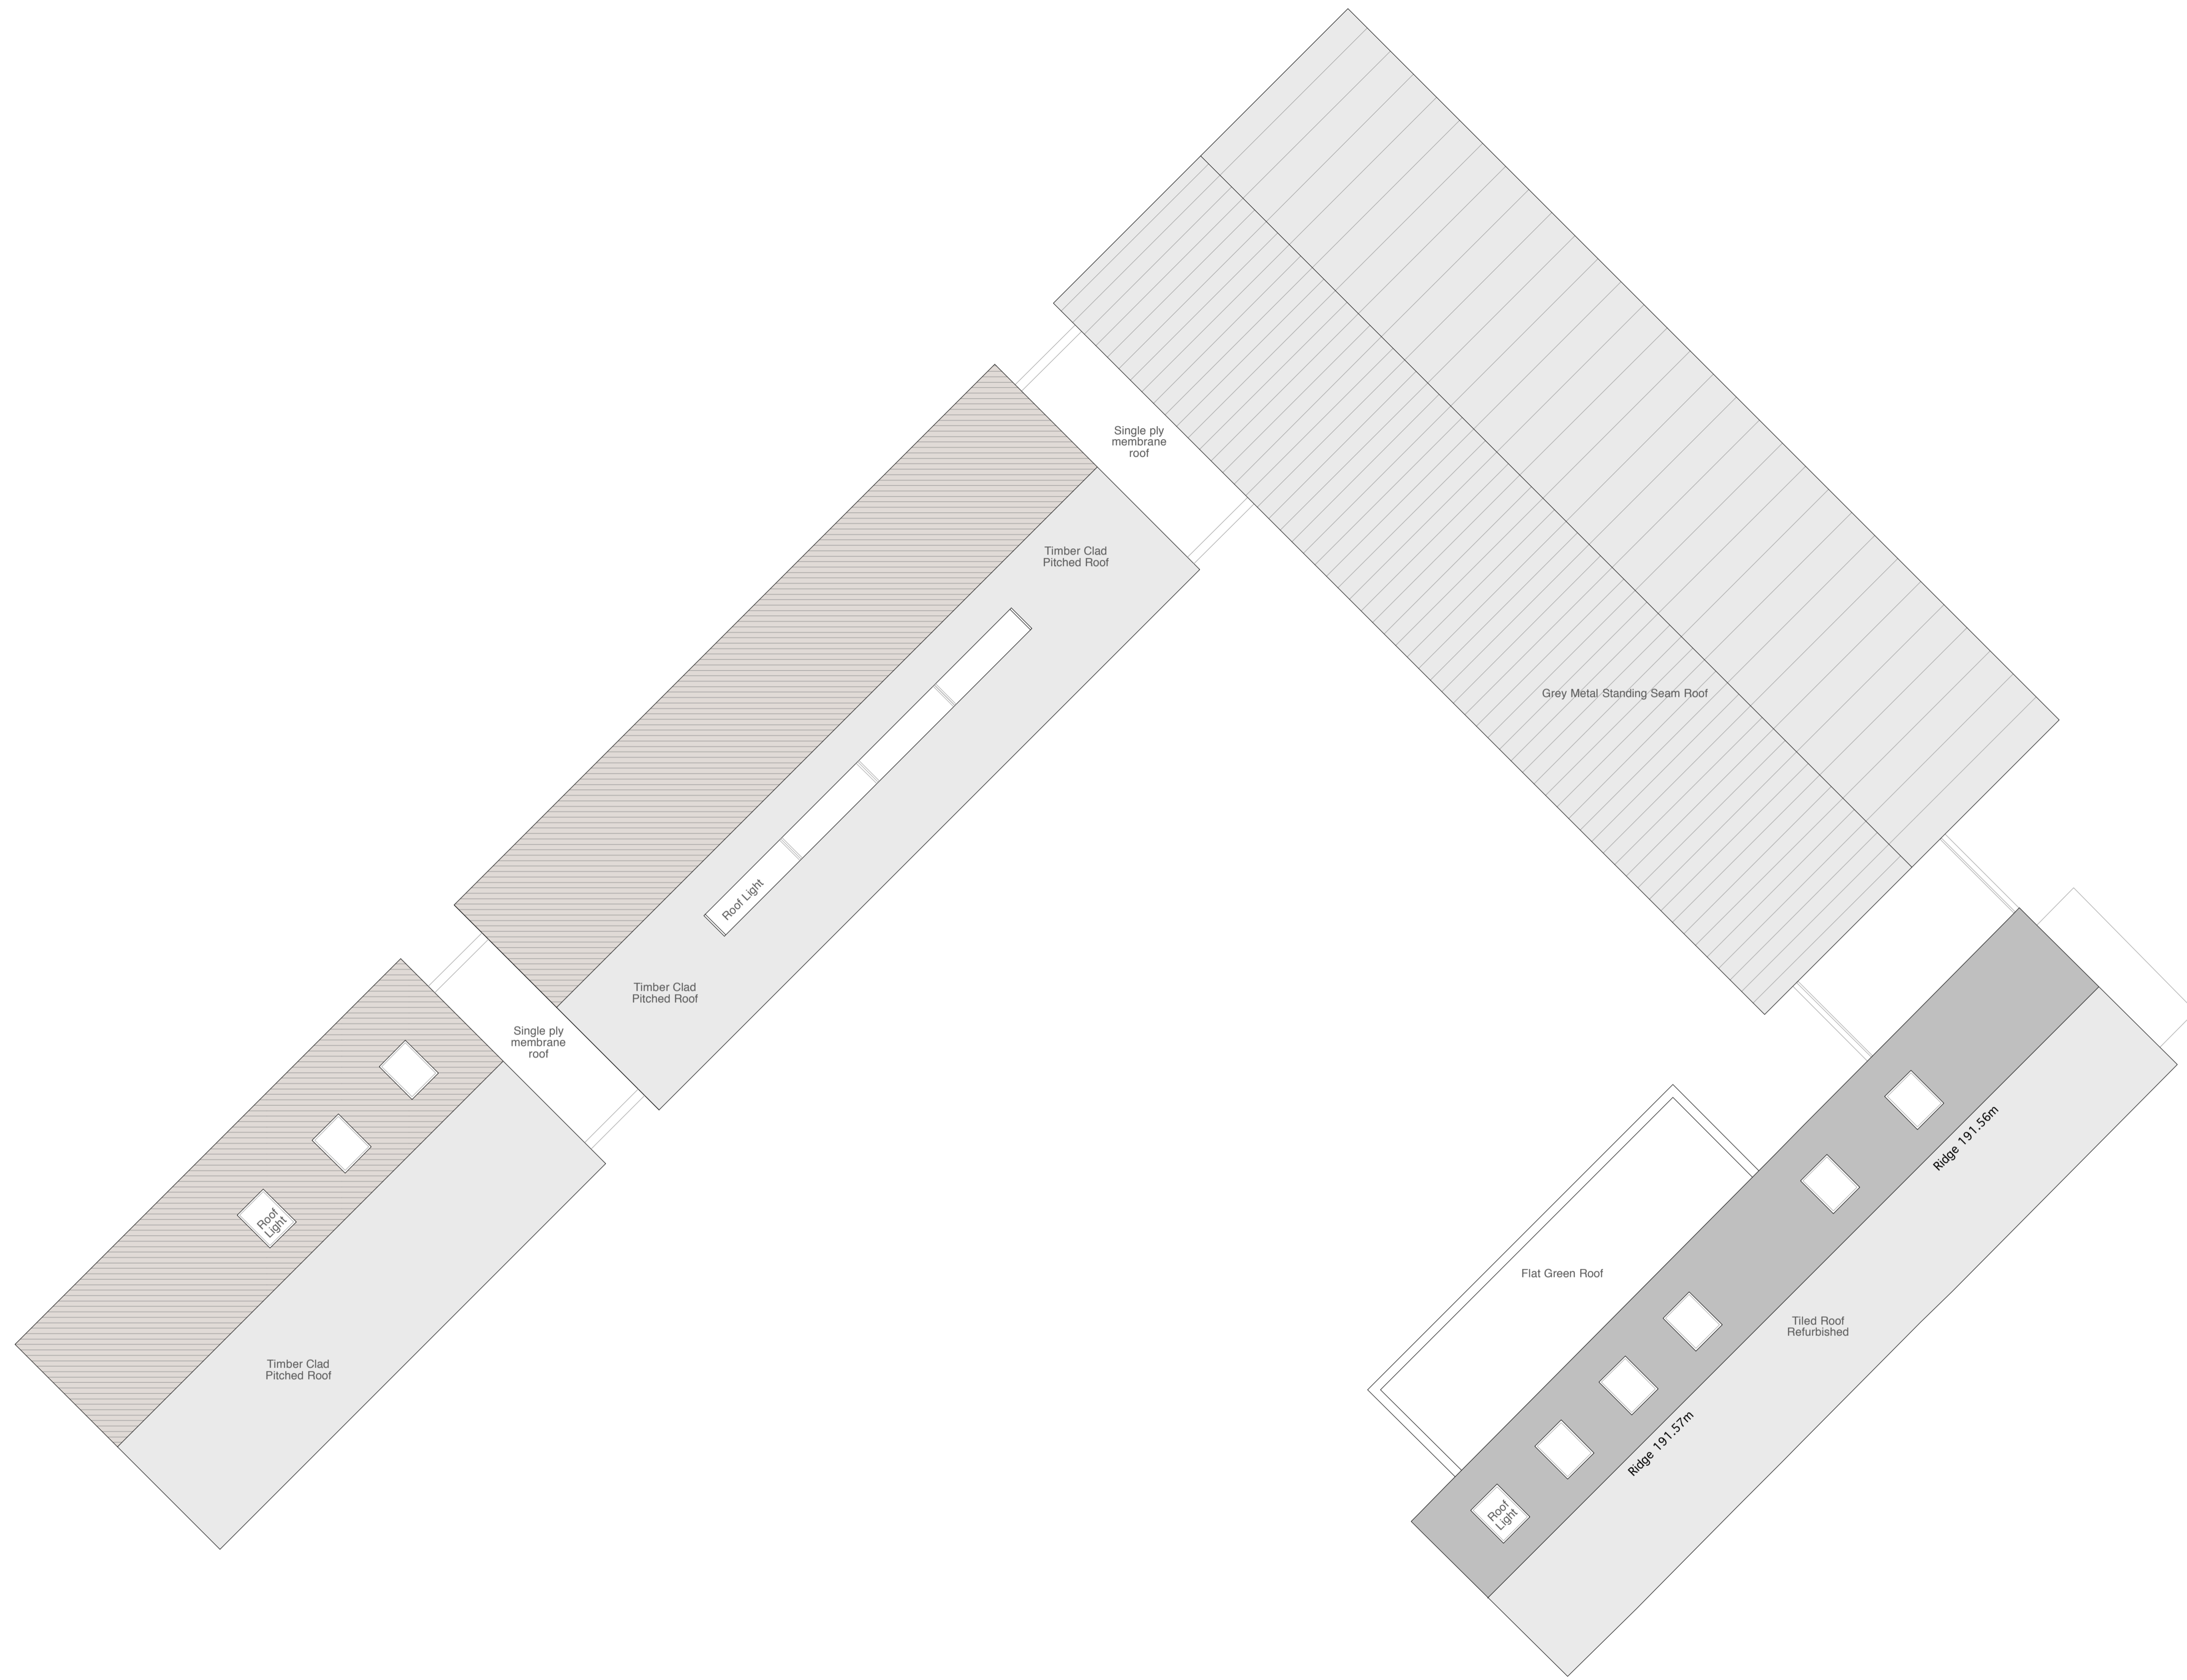 Single ply
membrane
roof
Timber Clad
Pitched Roof
Grey Metal Standing Seam Roof
Roof Light
Timber Clad
Pitched Roof
Single ply
membrane
roof
Roof
Light
Timber Clad
Pitched Roof
Ridge 191.56m
Flat Green Roof
Tiled Roof
Refurbished
Ridge 191.57m
Roof
Light